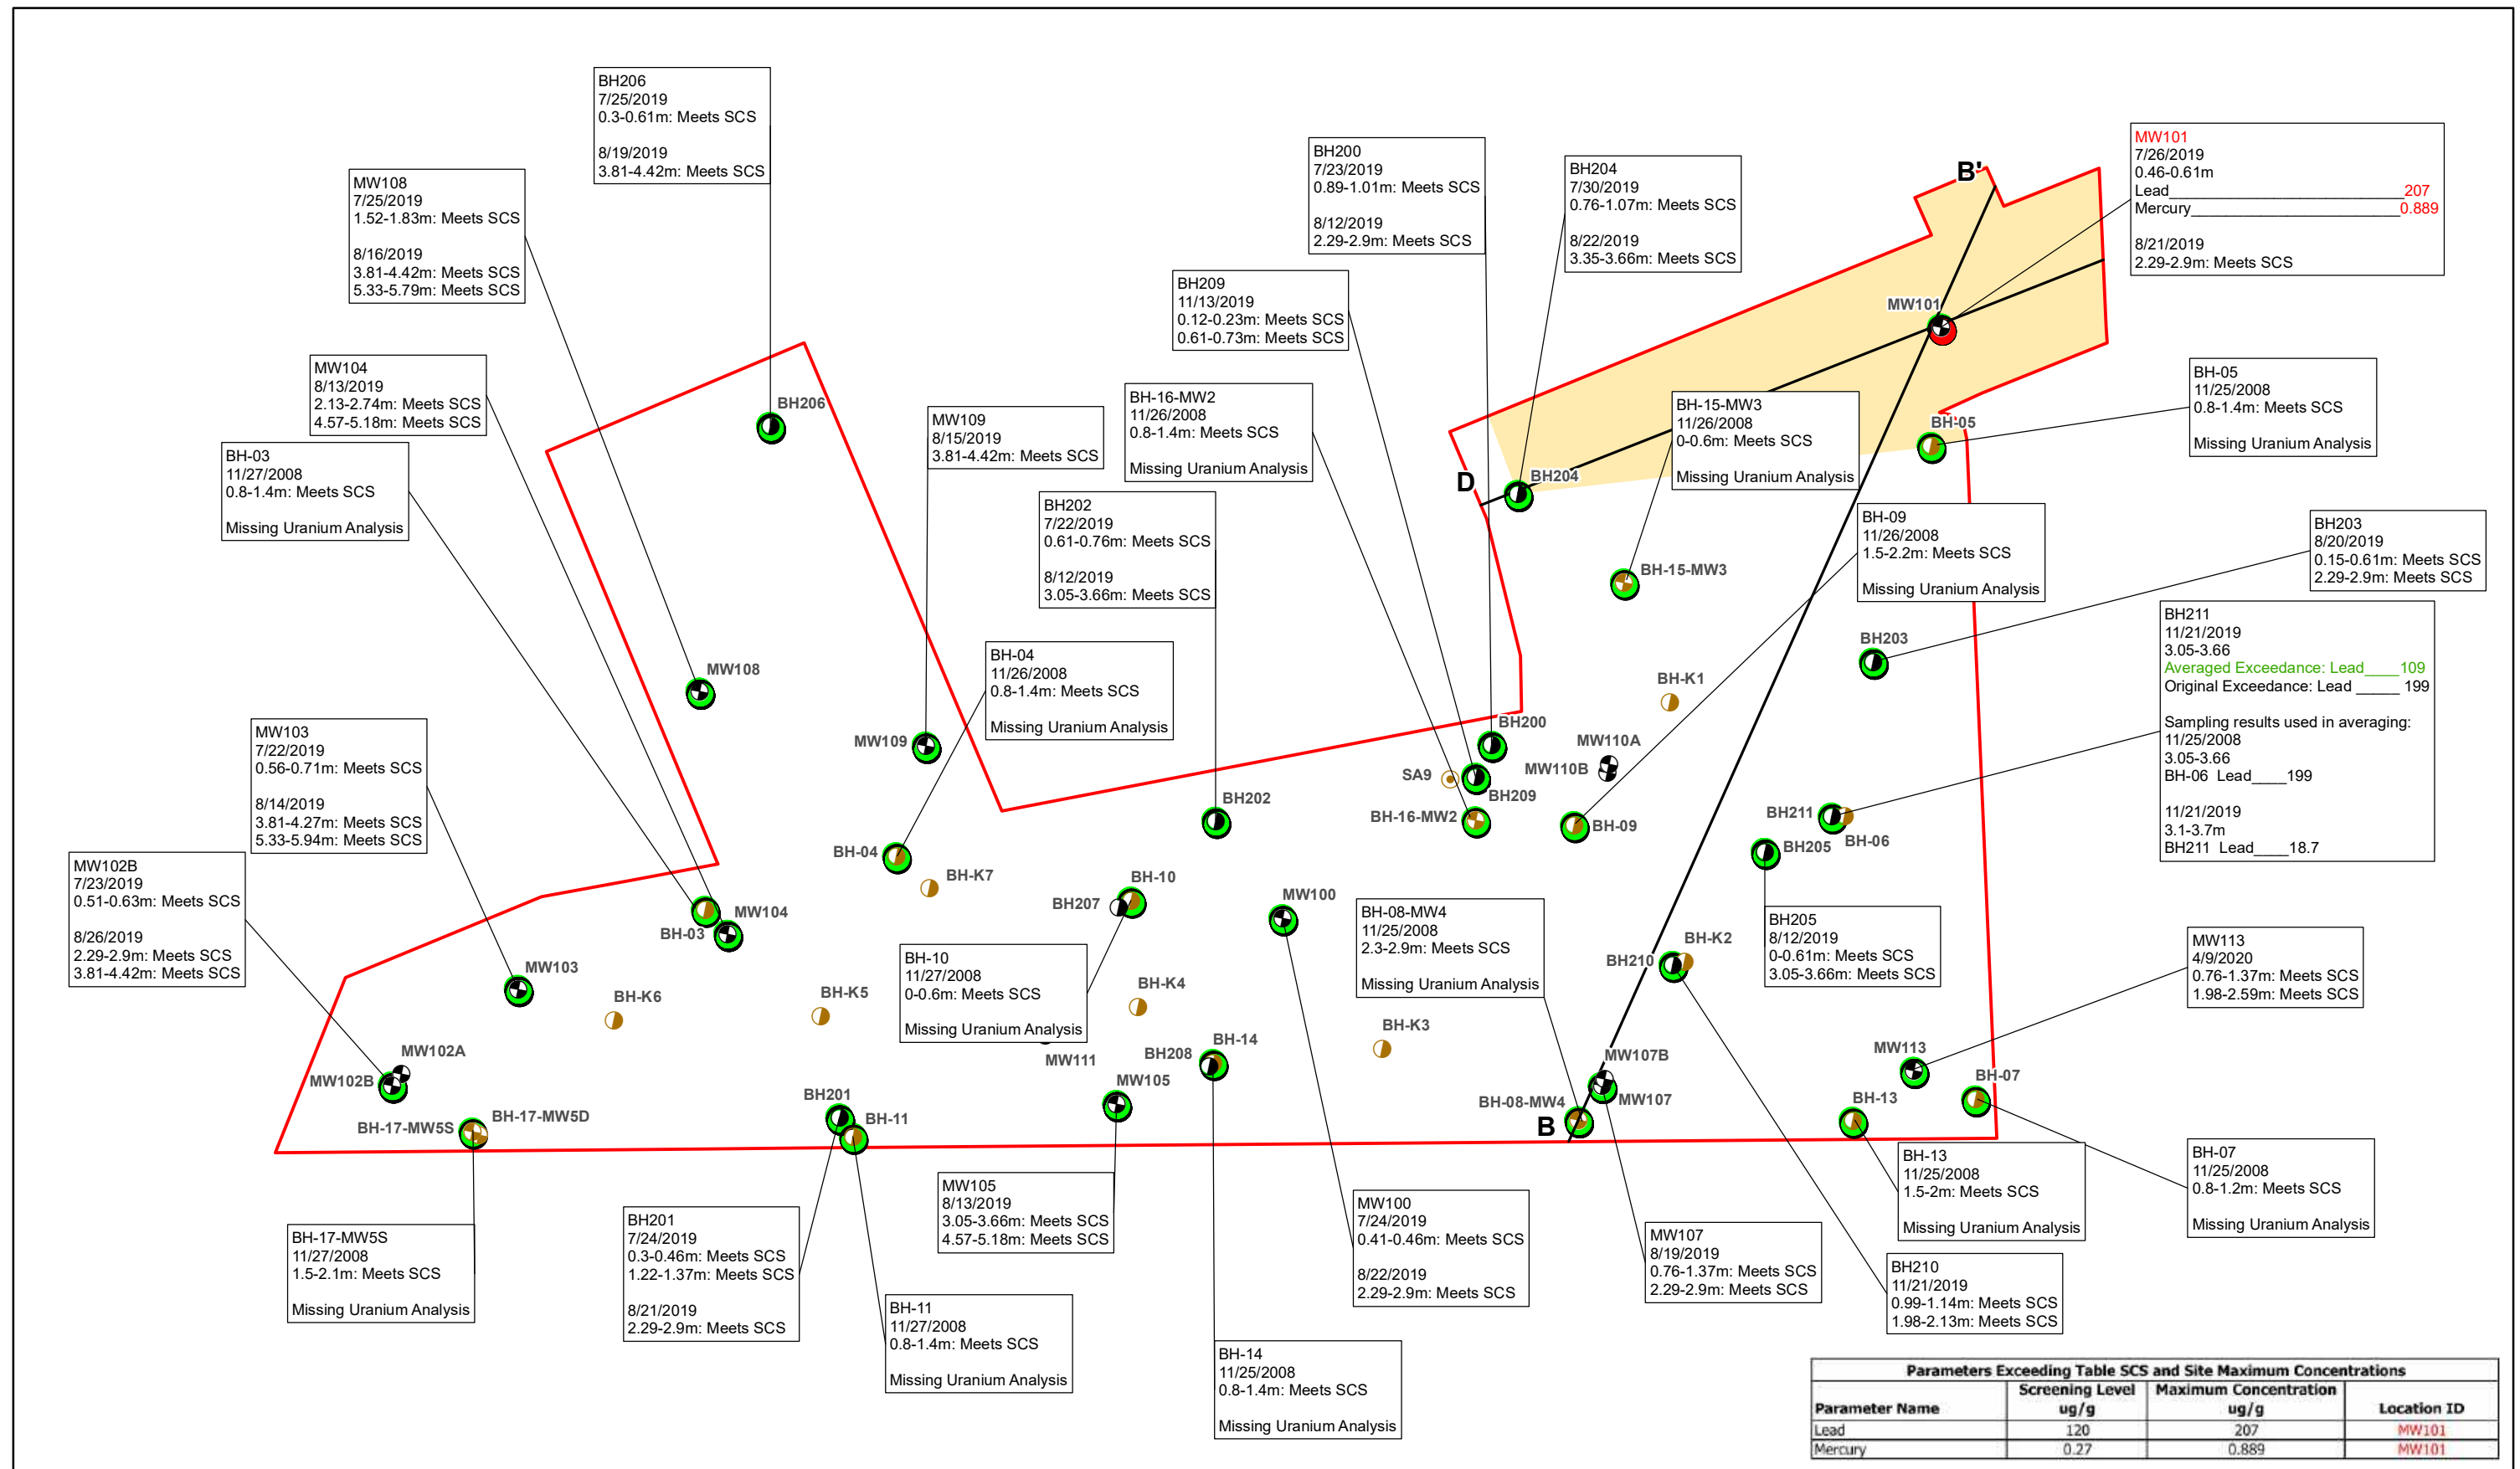 BH206
7/25/2019
0.3-0.61m: Meets SCS
8/19/2019
3.81-4.42m: Meets SCS
MW108
7/25/2019
1.52-1.83m: Meets SCS
8/16/2019
3.81-4.42m: Meets SCS
5.33-5.79m: Meets SCS
MW104
8/13/2019
2.13-2.74m: Meets SCS
4.57-5.18m: Meets SCS
BH-03
11/27/2008
0.8-1.4m: Meets SCS
Missing Uranium Analysis
BH200
7/23/2019
0.89-1.01m: Meets SCS
8/12/2019
2.29-2.9m: Meets SCS
BH204
7/30/2019
0.76-1.07m: Meets SCS
8/22/2019
3.35-3.66m: Meets SCS
B'
MW101
7/26/2019
0.46-0.61m
Lead___________________________207
Mercury________________________0.889
8/21/2019
2.29-2.9m: Meets SCS
BH209
11/13/2019
0.12-0.23m: Meets SCS
0.61-0.73m: Meets SCS
MW101
BH-16-MW2
11/26/2008
0.8-1.4m: Meets SCS
Missing Uranium Analysis
MW109
8/15/2019
3.81-4.42m: Meets SCS
BH-15-MW3
11/26/2008
0-0.6m: Meets SCS
Missing Uranium Analysis
BH-05
11/25/2008
0.8-1.4m: Meets SCS
Missing Uranium Analysis
BH206
BH-05
D
BH204
BH202
7/22/2019
0.61-0.76m: Meets SCS
8/12/2019
3.05-3.66m: Meets SCS
BH-09
11/26/2008
1.5-2.2m: Meets SCS
Missing Uranium Analysis
BH203
8/20/2019
0.15-0.61m: Meets SCS
2.29-2.9m: Meets SCS
BH-15-MW3
BH211
11/21/2019
3.05-3.66
Averaged Exceedance: Lead____109
Original Exceedance: Lead _____ 199
Sampling results used in averaging:
11/25/2008
3.05-3.66
BH-06 Lead____199
11/21/2019
3.1-3.7m
BH211 Lead____18.7
BH203
BH-04
11/26/2008
0.8-1.4m: Meets SCS
Missing Uranium Analysis
MW108
BH-K1
MW103
7/22/2019
0.56-0.71m: Meets SCS
8/14/2019
3.81-4.27m: Meets SCS
5.33-5.94m: Meets SCS
MW109
BH200
MW110A
MW110B
SA9
BH209
BH202
BH-16-MW2
BH-09
BH211
BH-06
BH205
BH-04
BH-K7
MW102B
7/23/2019
0.51-0.63m: Meets SCS
8/26/2019
2.29-2.9m: Meets SCS
3.81-4.42m: Meets SCS
BH-10
BH207
MW100
MW104
BH-03
BH-08-MW4
11/25/2008
2.3-2.9m: Meets SCS
Missing Uranium Analysis
BH205
8/12/2019
0-0.61m: Meets SCS
3.05-3.66m: Meets SCS
BH-K2
BH210
MW113
4/9/2020
0.76-1.37m: Meets SCS
1.98-2.59m: Meets SCS
BH-10
11/27/2008
0-0.6m: Meets SCS
Missing Uranium Analysis
MW103
BH-K6
BH-K5
BH-K4
BH-K3
MW102A
MW102B
MW111
BH208
BH-14
MW105
MW107B
MW107
MW113
BH-07
BH-13
BH-17-MW5S
BH-17-MW5D
BH201
BH-11
BH-08-MW4
B
BH-13
11/25/2008
1.5-2m: Meets SCS
Missing Uranium Analysis
BH-07
11/25/2008
0.8-1.2m: Meets SCS
Missing Uranium Analysis
BH-17-MW5S
11/27/2008
1.5-2.1m: Meets SCS
Missing Uranium Analysis
BH201
7/24/2019
0.3-0.46m: Meets SCS
1.22-1.37m: Meets SCS
8/21/2019
2.29-2.9m: Meets SCS
MW105
8/13/2019
3.05-3.66m: Meets SCS
4.57-5.18m: Meets SCS
MW100
7/24/2019
0.41-0.46m: Meets SCS
8/22/2019
2.29-2.9m: Meets SCS
MW107
8/19/2019
0.76-1.37m: Meets SCS
2.29-2.9m: Meets SCS
BH210
11/21/2019
0.99-1.14m: Meets SCS
1.98-2.13m: Meets SCS
BH-11
11/27/2008
0.8-1.4m: Meets SCS
Missing Uranium Analysis
BH-14
11/25/2008
0.8-1.4m: Meets SCS
Missing Uranium Analysis
Parameters Exceeding Table SCS and Site Maximum Concentrations
Parameter Name Screening Level ug/g Maximum Concentration ug/g Location ID
Lead 120 207 MW101
Mercury 0.27 0.889 MW101